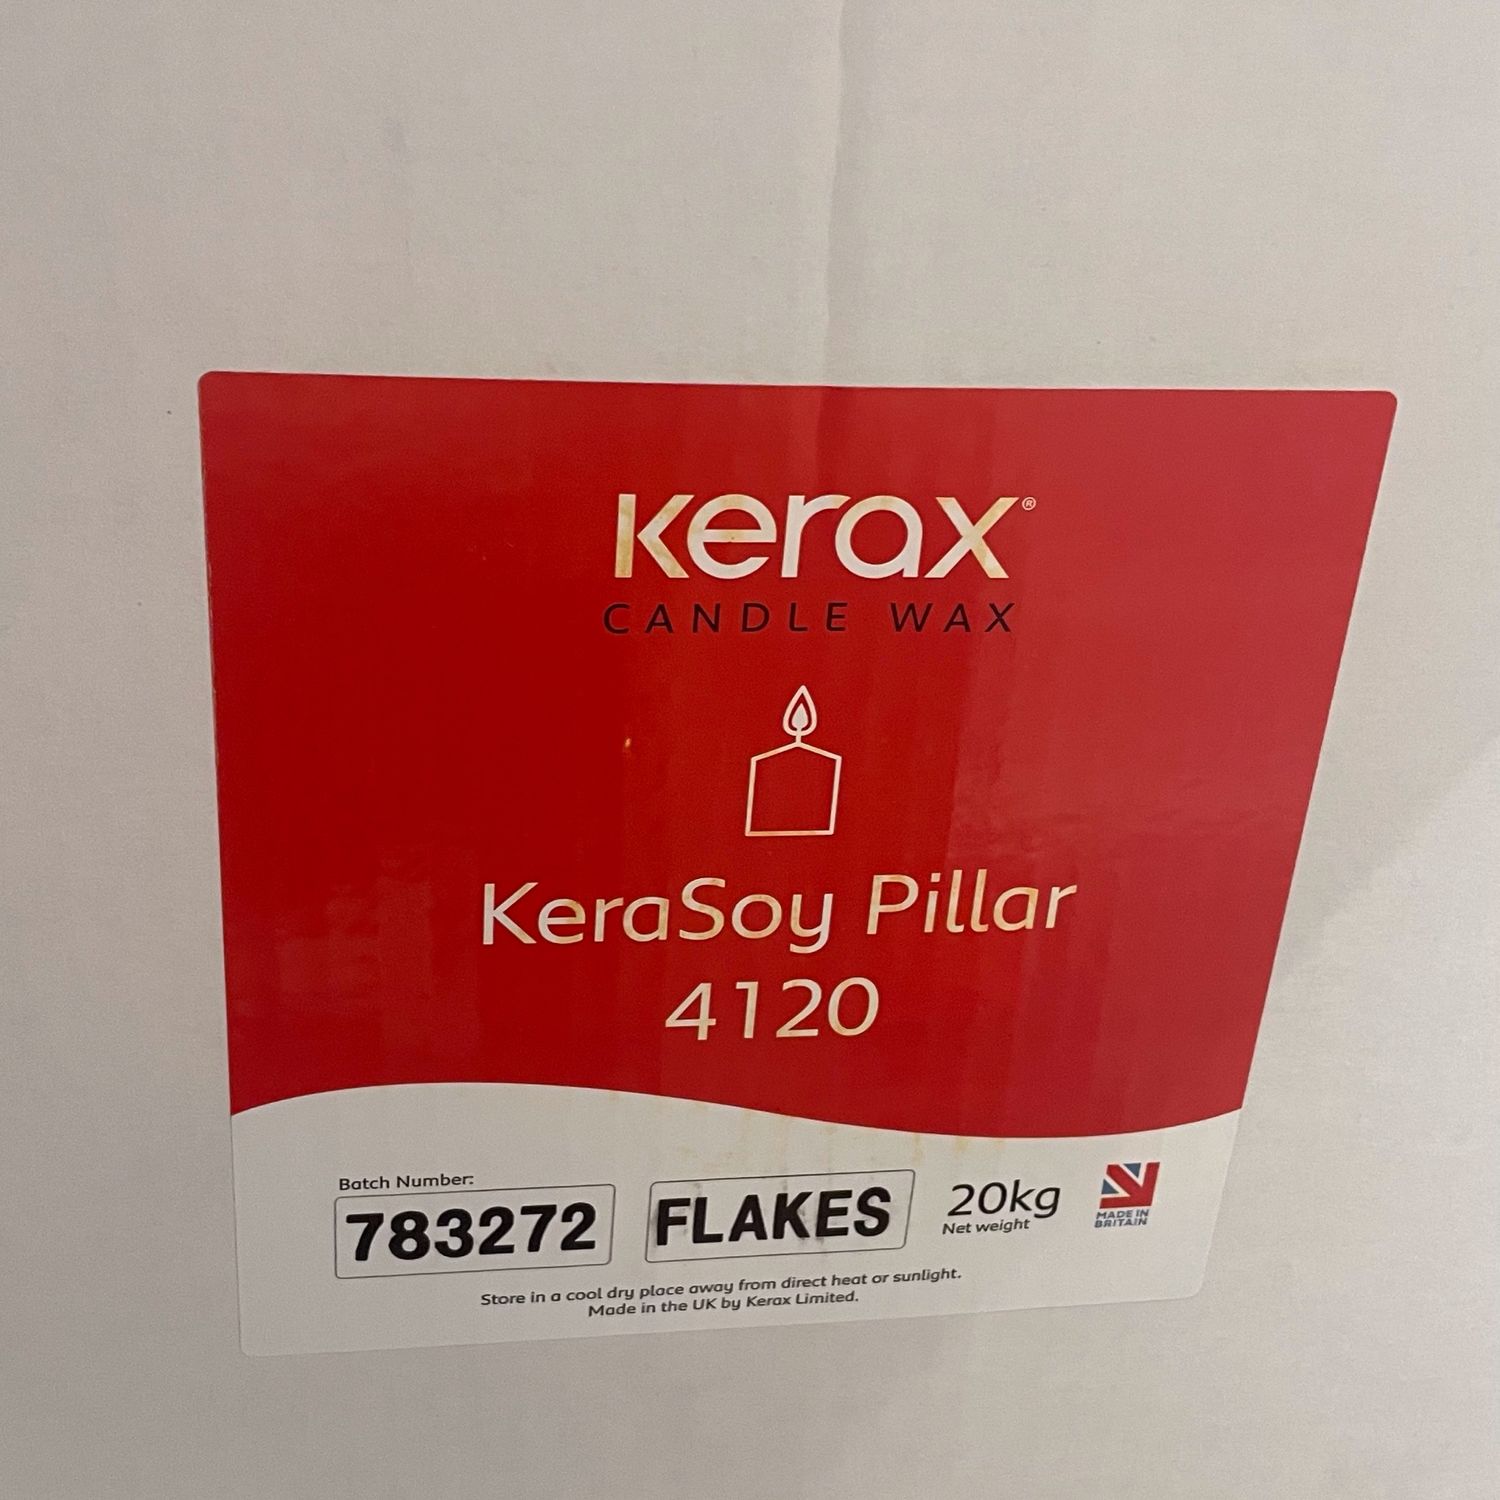 kerax®
CANDLE WAX
KeraSoy Pillar
4120
Batch Number:
783272
FLAKES
20kg
Net weight
MADE IN
BRITAIN
Store in a cool dry place away from direct heat or sunlight.
Made in the UK by Kerax Limited.